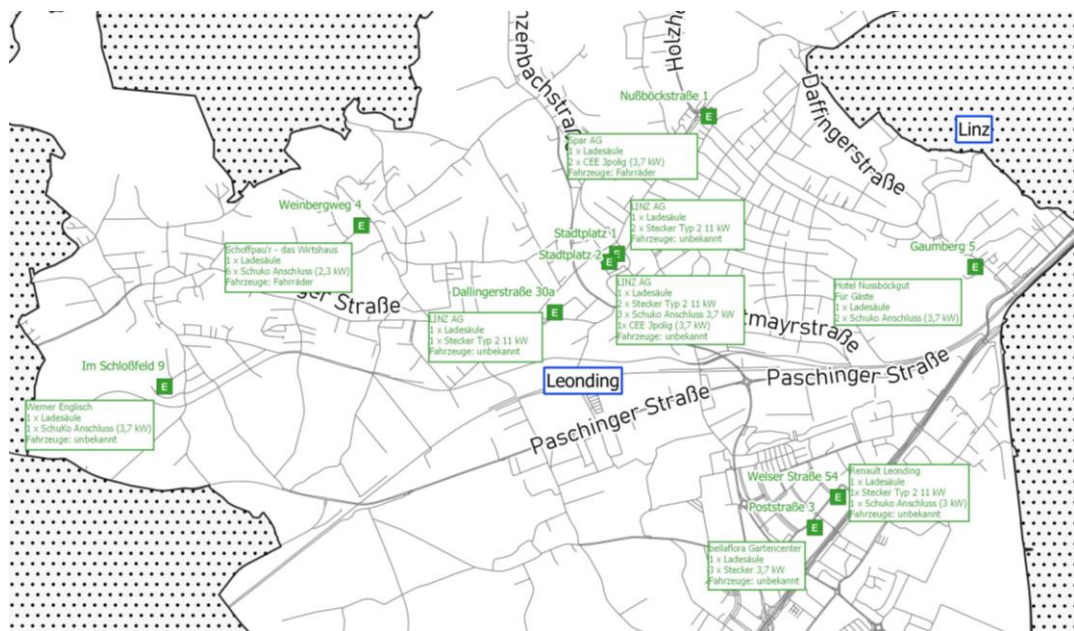 nzenbachstraße
Holzh
Daffingerstraße
Linz
Nußböckstraße 1
Spar AG
1 x Ladesäule
2 x CEE 3polig (3,7 kW)
Fahrzeuge: Fahrräder
Weinbergweg 4
Schoffpau'r - das Wirtshaus
1 x Ladesäule
6 x Schuko Anschluss (2,3 kW)
Fahrzeuge: Fahrräder
LINZ AG
1 x Ladesäule
2 x Stecker Typ 2 11 kW
Fahrzeuge: unbekannt
Stadtplatz 1
Stadtplatz 2
LINZ AG
1 x Ladesäule
2 x Stecker Typ 2 11 kW
3 x Schuko Anschluss 3,7 kW
1x CEE 3polig (3,7 kW)
Fahrzeuge: unbekannt
Gaumberg 5
Hotel Nussböckgut
Für Gäste
1 x Ladesäule
2 x Schuko Anschluss (3,7 kW)
Dallingerstraße 30a
LINZ AG
1 x Ladesäule
1 x Stecker Typ 2 11 kW
Fahrzeuge: unbekannt
nger Straße
tmayrstraße
Im Schloßfeld 9
Werner Englisch
1 x Ladesäule
1 x SchuKo Anschluss (3,7 kW)
Fahrzeuge: unbekannt
Leonding
Paschinger Straße
Paschinger Straße
Welser Straße 54
Renault Leonding
1 x Ladesäule
1x Stecker Typ 2 11 kW
1 x Schuko Anschluss (3 kW)
Fahrzeuge: unbekannt
Poststraße 3
bellaflora Gartencenter
1 x Ladesäule
3 x Stecker 3,7 kW
Fahrzeuge: unbekannt
E
E
E
E
E
E
E
E
E